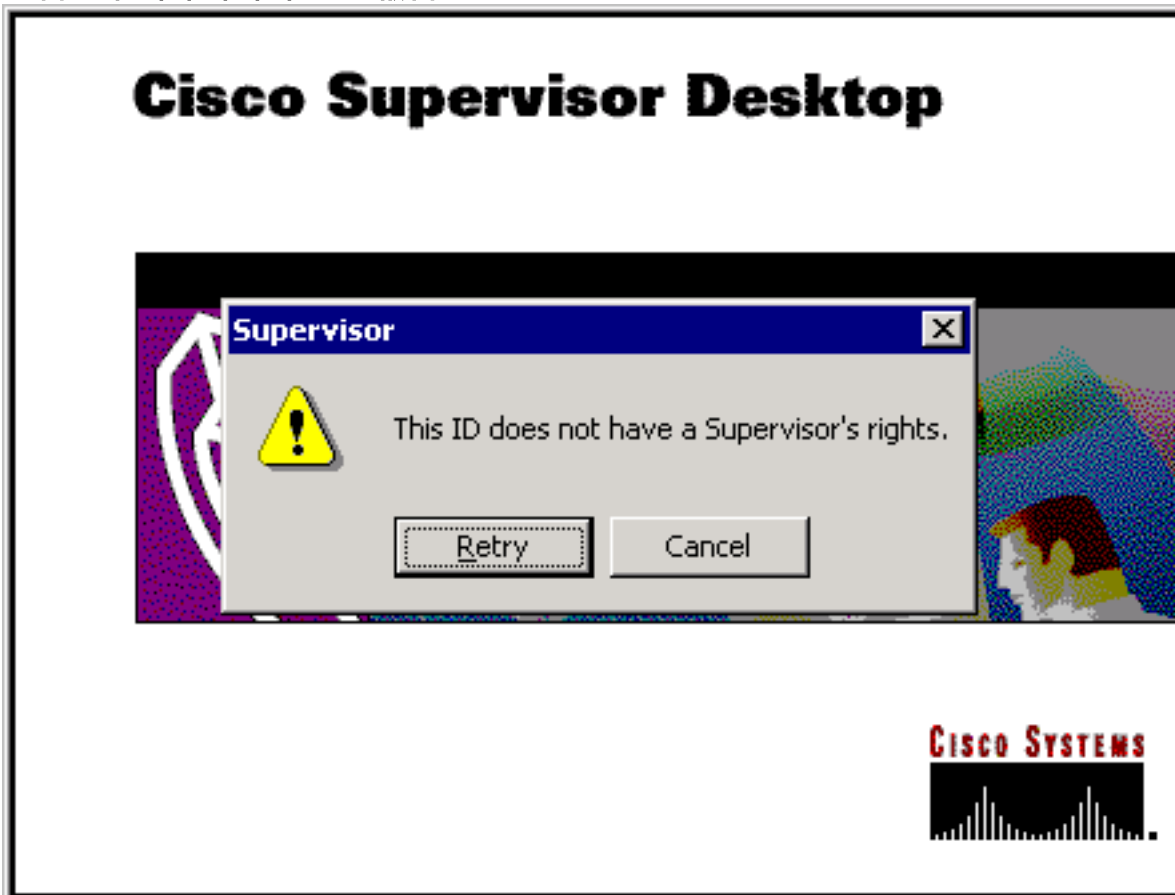 Cisco Supervisor Desktop
Supervisor
This ID does not have a Supervisor's rights.
Retry
Cancel
CISCO SYSTEMS